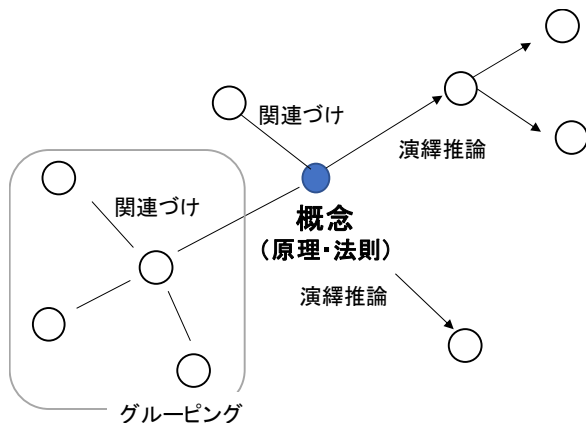 関連づけ
演繹推論
関連づけ
概念
(原理・法則)
演繹推論
グルーピング